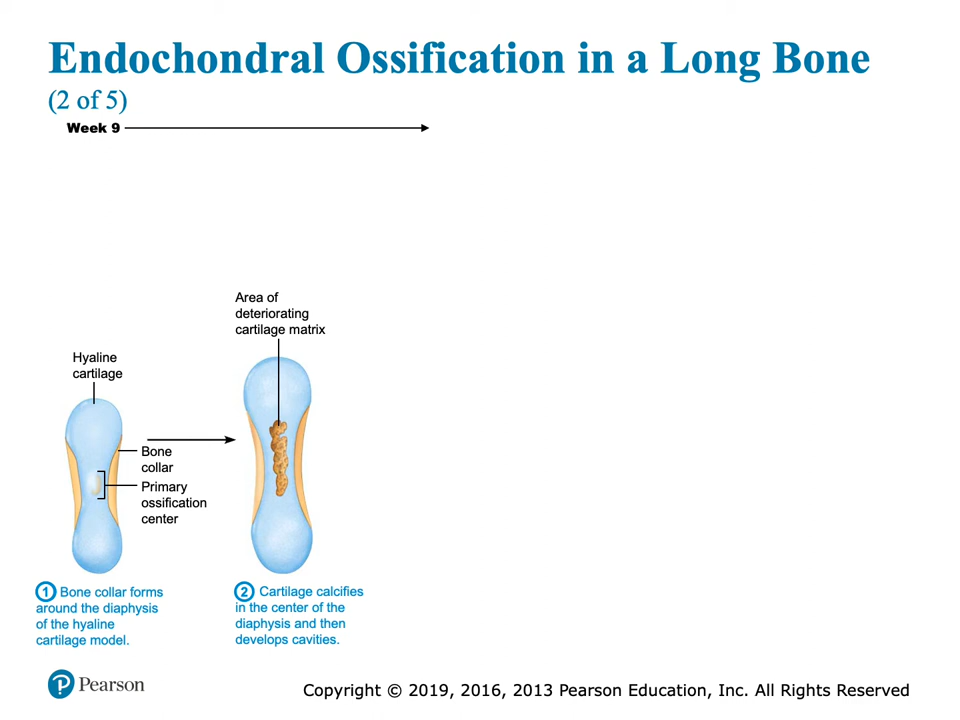 Endochondral Ossification in a Long Bone
(2 of 5)
Week 9
Area of
deteriorating
cartilage matrix
Hyaline
cartilage
Bone
collar
Primary
ossification
center
1 Bone collar forms
around the diaphysis
of the hyaline
cartilage model.
2 Cartilage calcifies
in the center of the
diaphysis and then
develops cavities.
P Pearson
Copyright © 2019, 2016, 2013 Pearson Education, Inc. All Rights Reserved